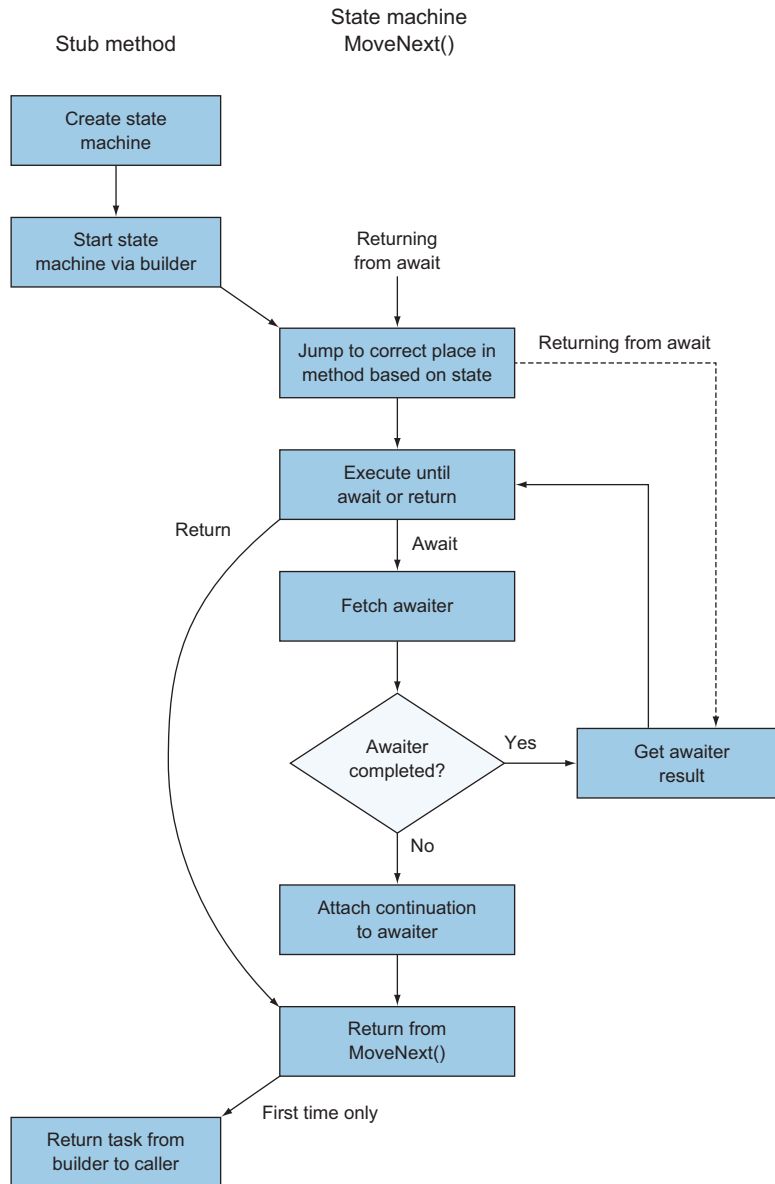 Stub method
State machine
MoveNext()
Create state
machine
Start state
machine via builder
Returning
from await
Jump to correct place in
method based on state
Returning from await
Execute until
await or return
Return
Await
Fetch awaiter
Awaiter
completed?
Yes
Get awaiter
result
No
Attach continuation
to awaiter
Return from
MoveNext()
First time only
Return task from
builder to caller